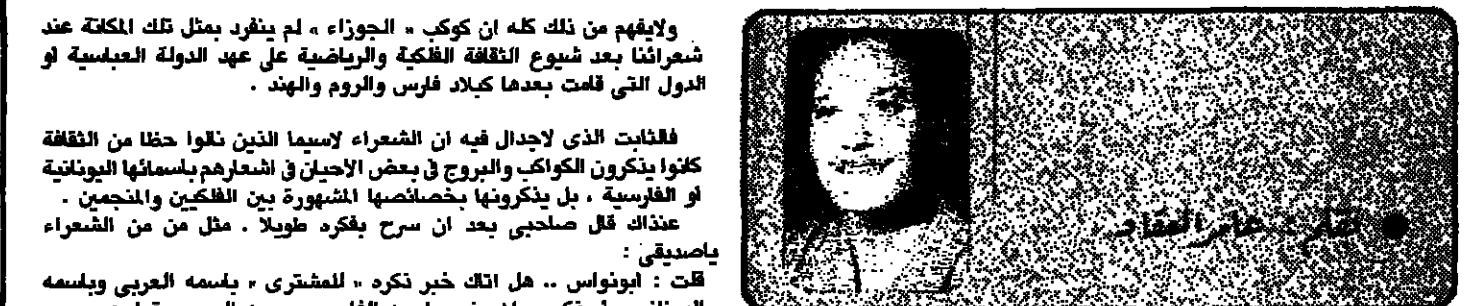 ● بقلم : عامر العقاد
ولايفهم من ذلك كله ان كوكب « الجوزاء » لم ينفرد بمثل تلك المكانة عند
شعرائنا بعد شيوع الثقافة الفلكية والرياضية على عهد الدولة العباسية او
الدول التى قامت بعدها كبلاد فارس والروم والهند .
فالثابت الذى لاجدال فيه ان الشعراء لاسيما الذين نالوا حظا من الثقافة
كانوا يذكرون الكواكب والبروج فى بعض الاحيان فى اشعارهم باسمائها اليونانية
او الفارسية ، بل يذكرونها بخصائصها المشهورة بين الفلكيين والمنجمين .
عندئذ قال صاحبى بعد ان سرح بفكره طويلا . مثل من من الشعراء
ياصديقى :
قلت : ابونواس .. هل اتاك خبر ذكره « للمشترى » باسمه العربى وباسمه